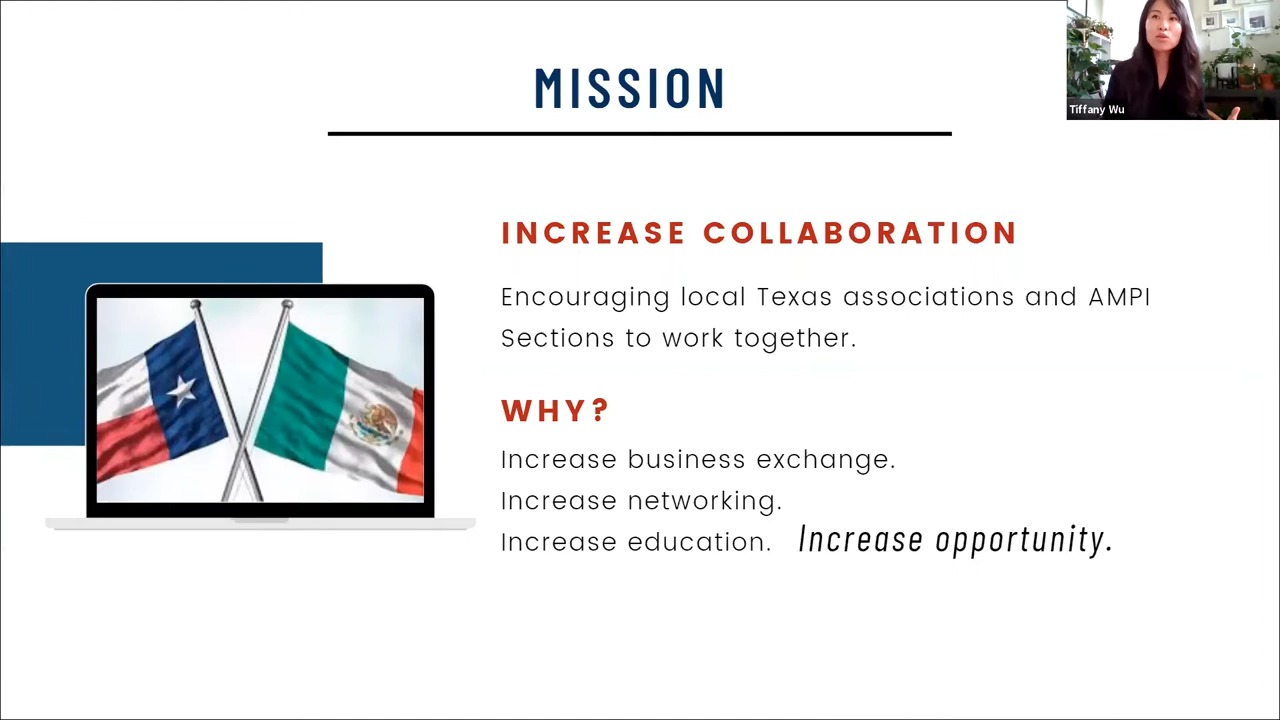 MISSION
Tiffany Wu
INCREASE COLLABORATION
Encouraging local Texas associations and AMPI
Sections to work together.
WHY?
Increase business exchange.
Increase networking.
Increase education. Increase opportunity.